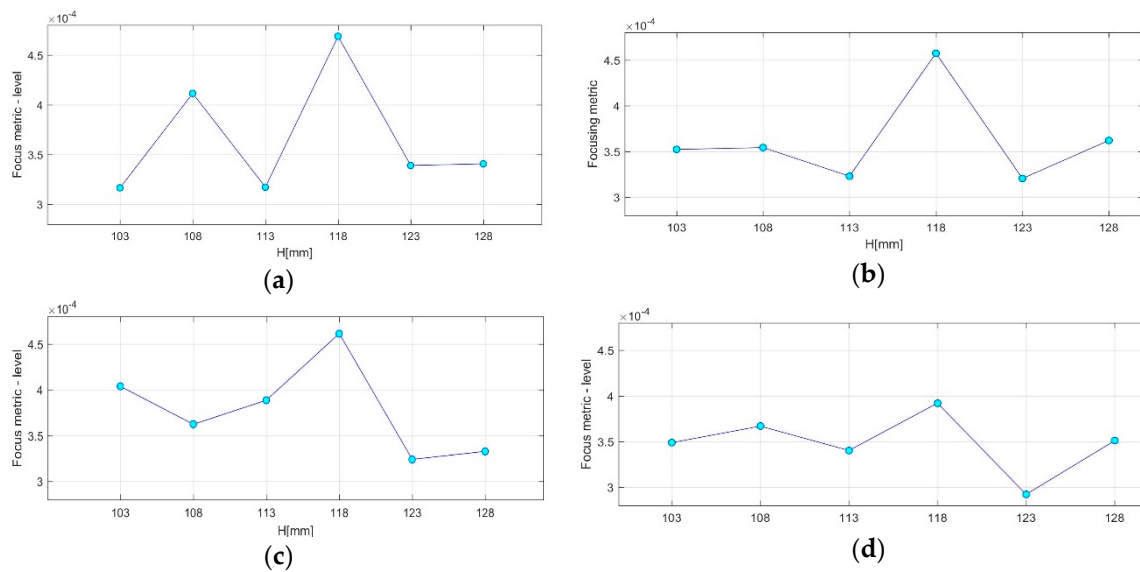 ×10⁻⁴
4.5
4
3.5
3
Focus metric - level
103 108 113 118 123 128
H[mm]
(a)
×10⁻⁴
4.5
4
3.5
3
Focusing metric
103 108 113 118 123 128
H[mm]
(b)
×10⁻⁴
4.5
4
3.5
3
Focus metric - level
103 108 113 118 123 128
H[mm]
(c)
×10⁻⁴
4.5
4
3.5
3
Focus metric - level
103 108 113 118 123 128
(d)